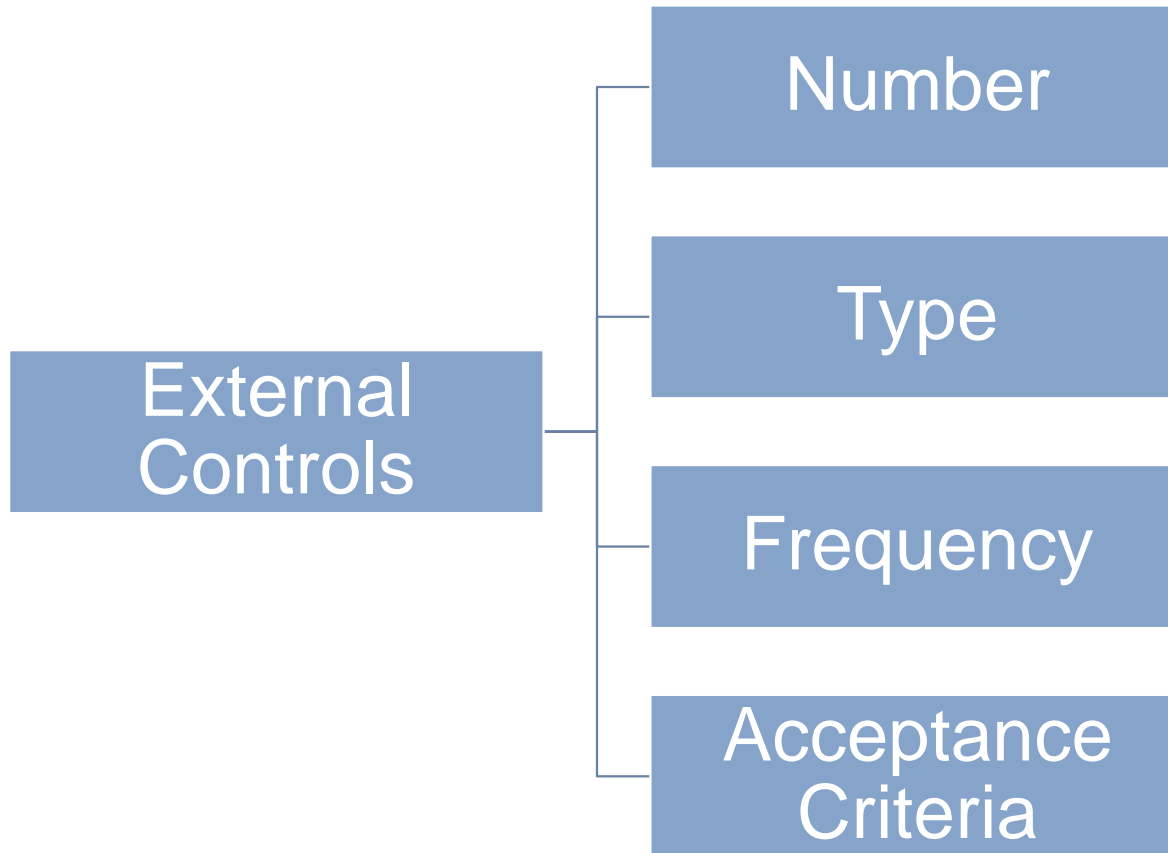 Number
Type
External
Controls
Frequency
Acceptance
Criteria